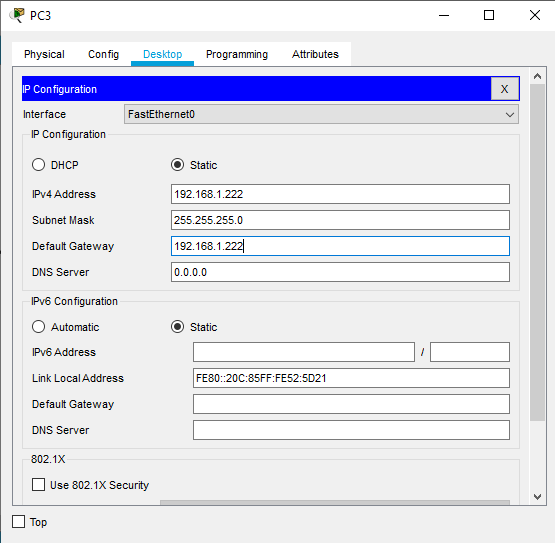 PC3
Physical Config Desktop Programming Attributes
IP Configuration X
Interface FastEthernet0
IP Configuration
DHCP Static
IPv4 Address 192.168.1.222
Subnet Mask 255.255.255.0
Default Gateway 192.168.1.222
DNS Server 0.0.0.0
IPv6 Configuration
Automatic Static
IPv6 Address /
Link Local Address FE80::20C:85FF:FE52:5D21
Default Gateway
DNS Server
802.1X
Use 802.1X Security
Top